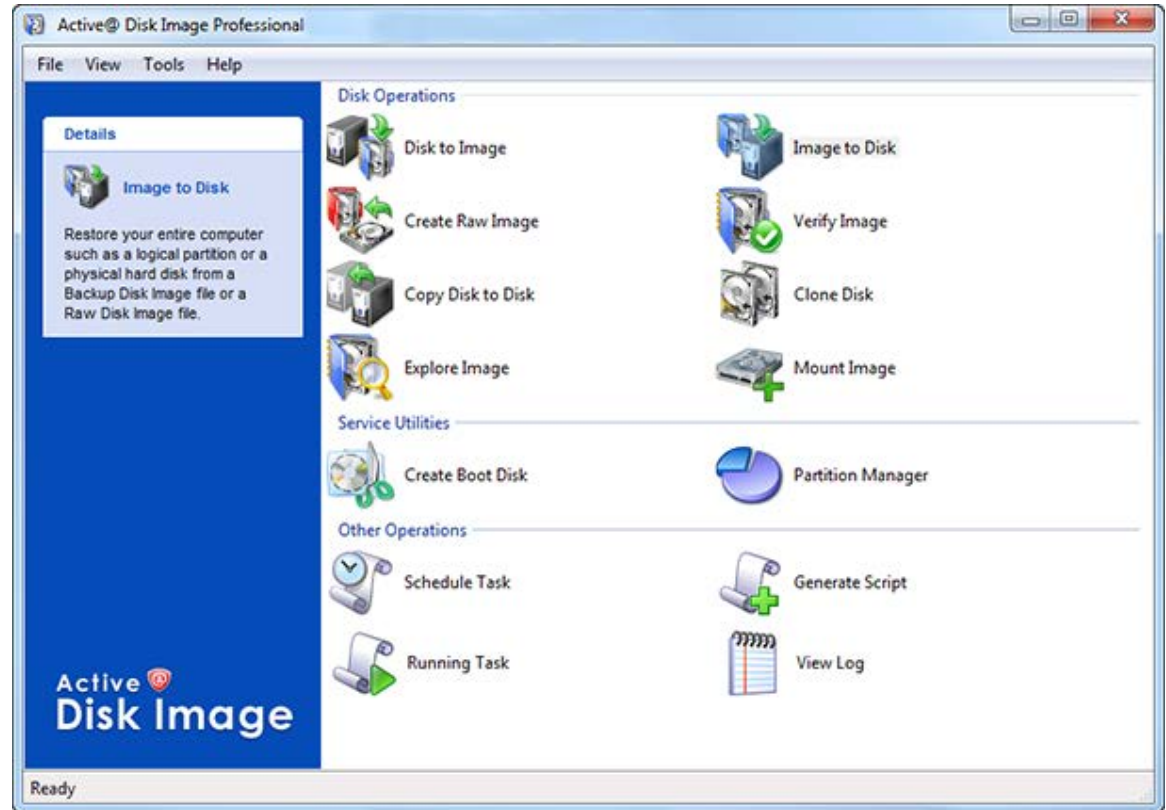 Active@ Disk Image Professional
File View Tools Help
Details
Image to Disk
Restore your entire computer
such as a logical partition or a
physical hard disk from a
Backup Disk Image file or a
Raw Disk Image file.
Active
Disk Image
Disk Operations
Disk to Image
Image to Disk
Create Raw Image
Verify Image
Copy Disk to Disk
Clone Disk
Explore Image
Mount Image
Service Utilities
Create Boot Disk
Partition Manager
Other Operations
Schedule Task
Generate Script
Running Task
View Log
Ready